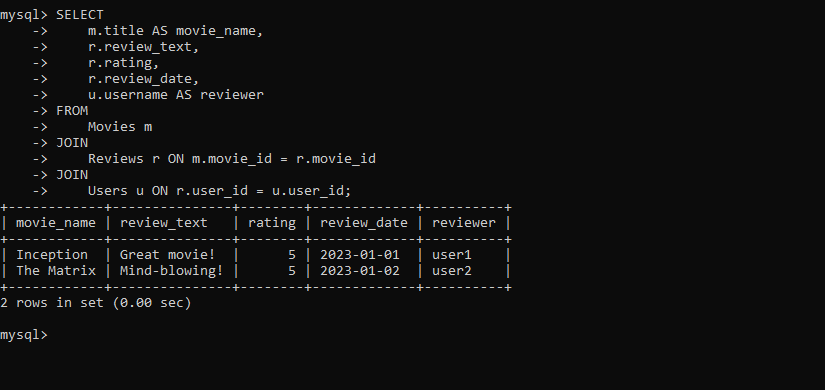 mysql> SELECT
    ->     m.title AS movie_name,
    ->     r.review_text,
    ->     r.rating,
    ->     r.review_date,
    ->     u.username AS reviewer
    -> FROM
    ->     Movies m
    -> JOIN
    ->     Reviews r ON m.movie_id = r.movie_id
    -> JOIN
    ->     Users u ON r.user_id = u.user_id;
+------------+---------------+--------+-------------+----------+
| movie_name | review_text   | rating | review_date | reviewer |
+------------+---------------+--------+-------------+----------+
| Inception  | Great movie!  |      5 | 2023-01-01  | user1    |
| The Matrix | Mind-blowing! |      5 | 2023-01-02  | user2    |
+------------+---------------+--------+-------------+----------+
2 rows in set (0.00 sec)

mysql>